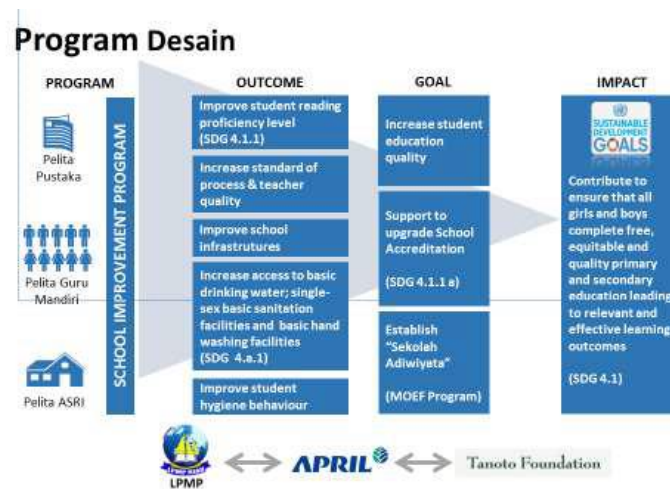 Program Desain
PROGRAM
OUTCOME
GOAL
IMPACT
Pelita
Pustaka
Pelita Guru
Mandiri
Pelita ASRI
SCHOOL IMPROVEMENT PROGRAM
Improve student reading
proficiency level
(SDG 4.1.1)
Increase standard of
process & teacher
quality
Improve school
infrastrutures
Increase access to basic
drinking water; single-
sex basic sanitation
facilities and basic hand
washing facilities
(SDG 4.a.1)
Improve student
hygiene behaviour
Increase student
education
quality
Support to
upgrade School
Accreditation
(SDG 4.1.1 a)
Establish
"Sekolah
Adiwiyata"
(MOEF Program)
SUSTAINABLE
DEVELOPMENT
GOALS
Contribute to
ensure that all
girls and boys
complete free,
equitable and
quality primary
and secondary
education leading
to relevant and
effective learning
outcomes
(SDG 4.1)
LPMP
APRIL
Tanoto Foundation